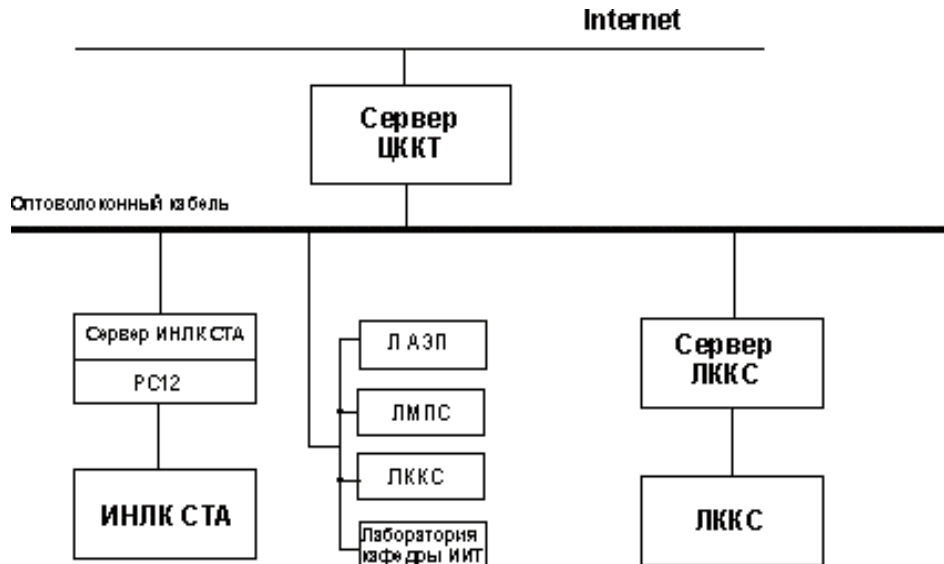 Internet
Сервер
ЦККТ
Оптоволоконный кабель
Сервер ИНЛК СТА
PC12
ИНЛК СТА
Л АЭП
ЛМПС
ЛККС
Лаборатория
кафедры ИИТ
Сервер
ЛККС
ЛККС